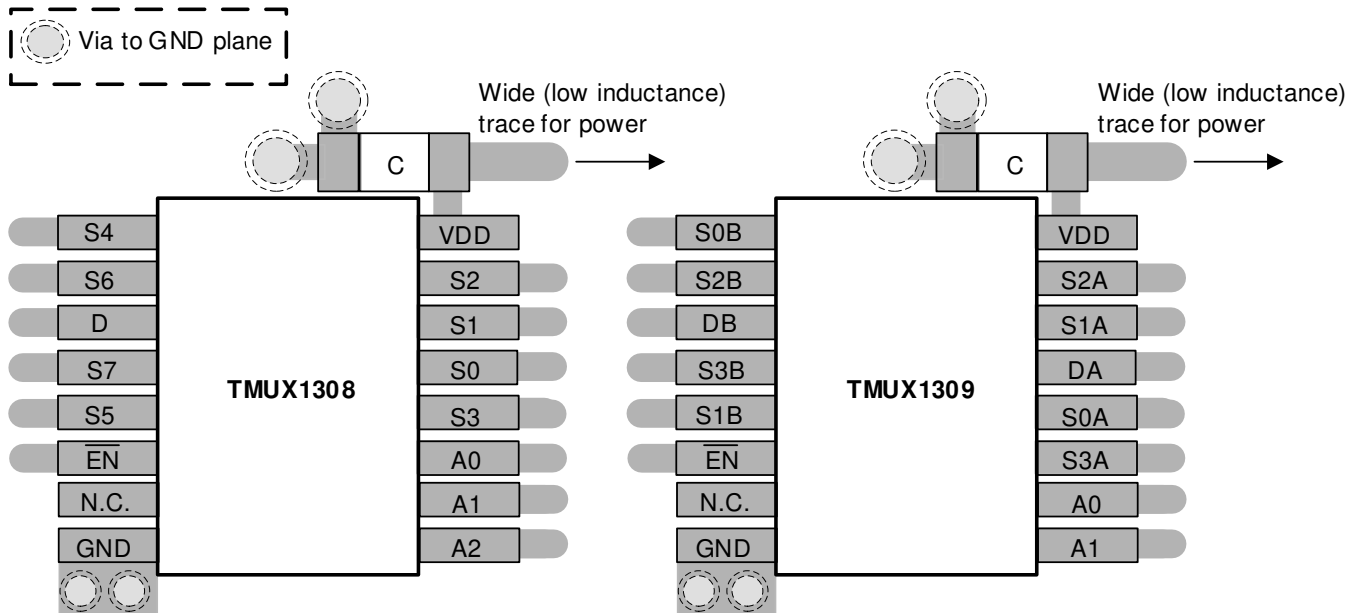 Via to GND plane
Wide (low inductance)
trace for power
C
S4
S6
D
S7
S5
EN
N.C.
GND
TMUX1308
VDD
S2
S1
S0
S3
A0
A1
A2
Wide (low inductance)
trace for power
C
S0B
S2B
DB
S3B
S1B
EN
N.C.
GND
TMUX1309
VDD
S2A
S1A
DA
S0A
S3A
A0
A1